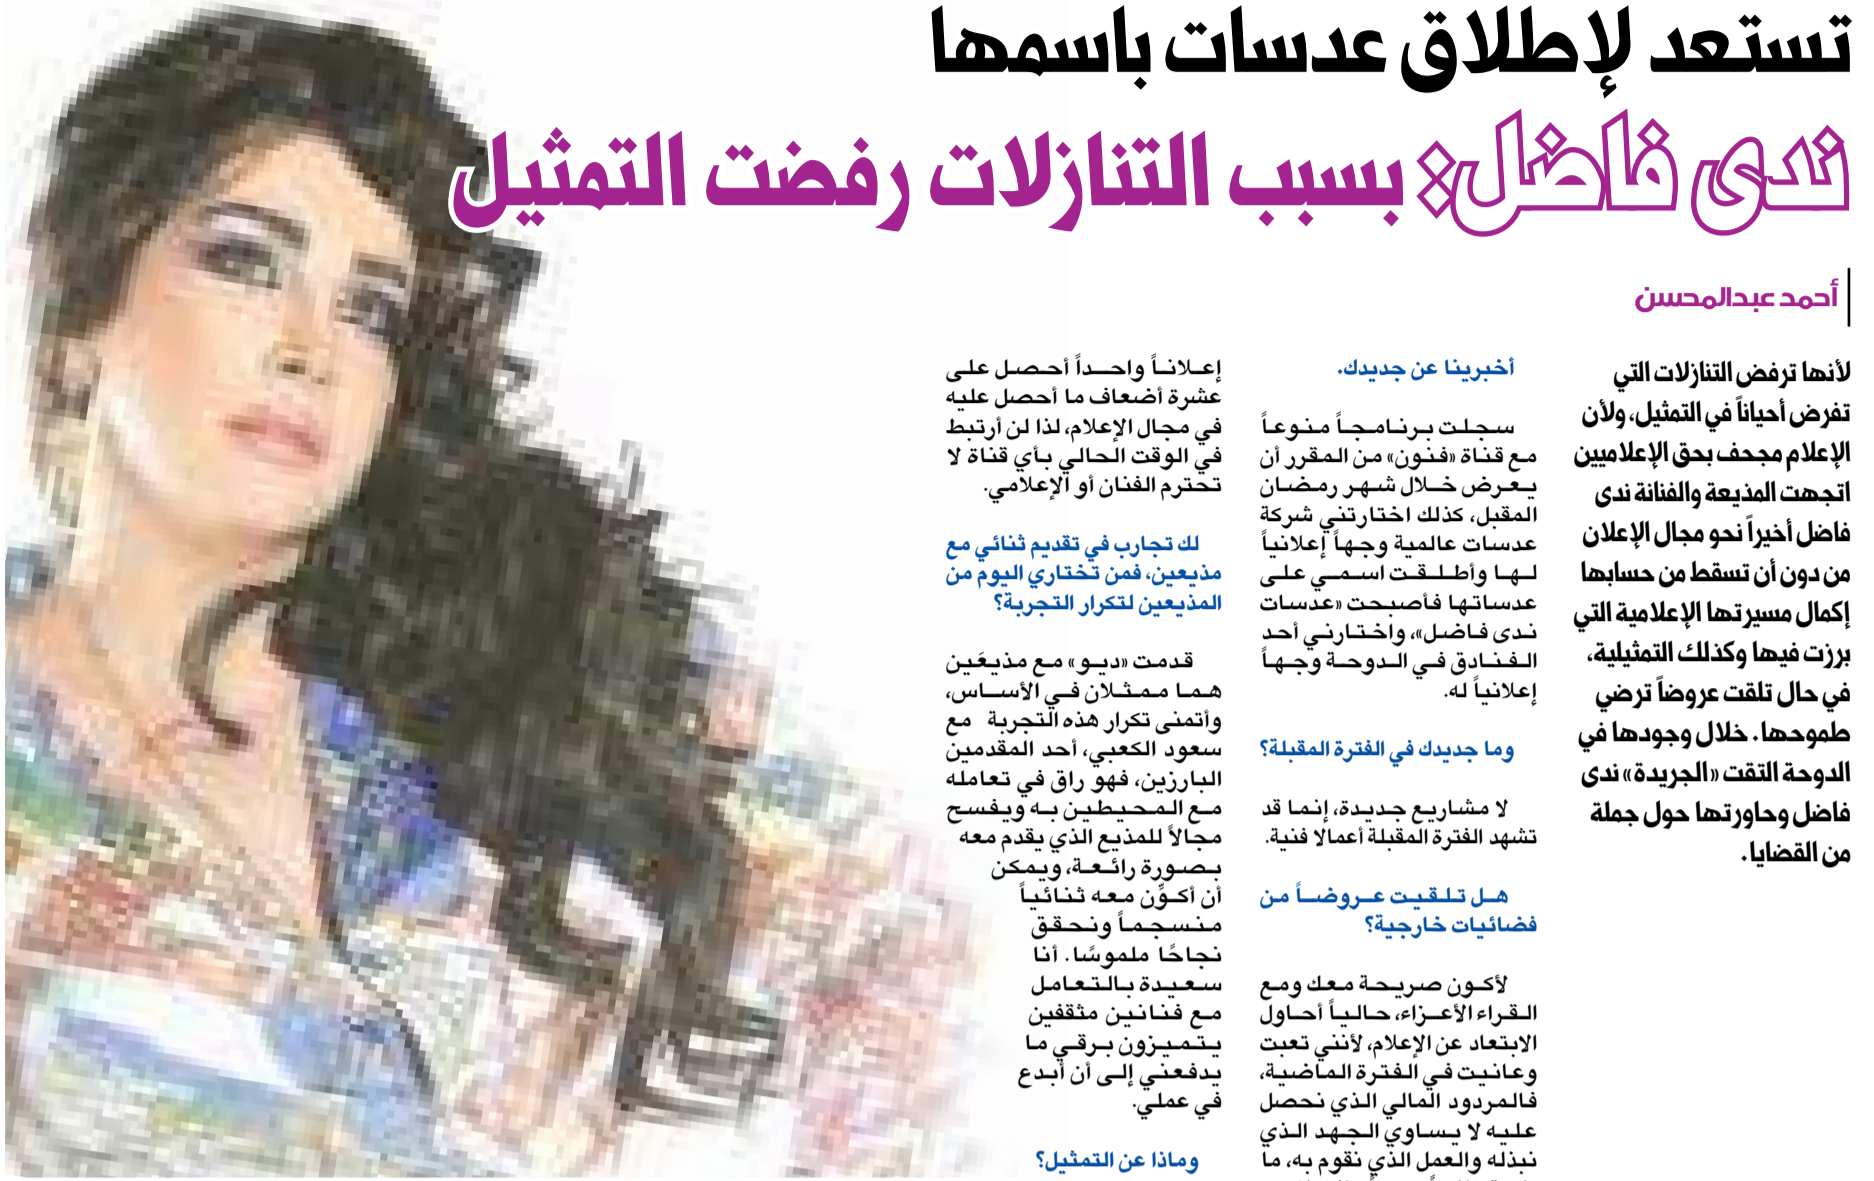 تستعد لإطلاق عدسات باسمها
ندى فاضل: بسبب التنازلات رفضت التمثيل
أحمد عبدالمحسن
لأنها ترفض التنازلات التي
تفرض أحياناً في التمثيل، ولأن
الإعلام مجحف بحق الإعلاميين
اتجهت المذيعة والفنانة ندى
فاضل أخيراً نحو مجال الإعلان
من دون أن تسقط من حسابها
إكمال مسيرتها الإعلامية التي
برزت فيها وكذلك التمثيلية،
في حال تلقت عروضاً ترضي
طموحها. خلال وجودها في
الدوحة التقت «الجريدة» ندى
فاضل وحاورتها حول جملة
من القضايا.
أخبرينا عن جديدك.
سجلت برنامجاً منوعاً
مع قناة «فنون» من المقرر أن
يعرض خلال شهر رمضان
المقبل، كذلك اختارتني شركة
عدسات عالمية وجهاً إعلانياً
لها وأطلقت اسمي على
عدساتها فأصبحت «عدسات
ندى فاضل»، واختارني أحد
الفنادق في الدوحة وجهاً
إعلانياً له.
وما جديدك في الفترة المقبلة؟
لا مشاريع جديدة، إنما قد
تشهد الفترة المقبلة أعمالا فنية.
هل تلقيت عروضاً من
فضائيات خارجية؟
لأكون صريحة معك ومع
القراء الأعزاء، حالياً أحاول
الابتعاد عن الإعلام، لأنني تعبت
وعانيت في الفترة الماضية،
فالمردود المالي الذي نحصل
عليه لا يساوي الجهد الذي
نبذله والعمل الذي نقوم به، ما
إعلاناً واحداً أحصل على
عشرة أضعاف ما أحصل عليه
في مجال الإعلام، لذا لن أرتبط
في الوقت الحالي بأي قناة لا
تحترم الفنان أو الإعلامي.
لك تجارب في تقديم ثنائي مع
مذيعين، فمن تختاري اليوم من
المذيعين لتكرار التجربة؟
قدمت «ديو» مع مذيعَين
هما ممثلان في الأساس،
وأتمنى تكرار هذه التجربة مع
سعود الكعبي، أحد المقدمين
البارزين، فهو راق في تعامله
مع المحيطين به ويفسح
مجالاً للمذيع الذي يقدم معه
بصورة رائعة، ويمكن
أن أكوِّن معه ثنائياً
منسجماً ونحقق
نجاحًا ملموسًا. أنا
سعيدة بالتعامل
مع فنانين مثقفين
يتميزون برقي ما
يدفعني إلى أن أبدع
في عملي.
وماذا عن التمثيل؟